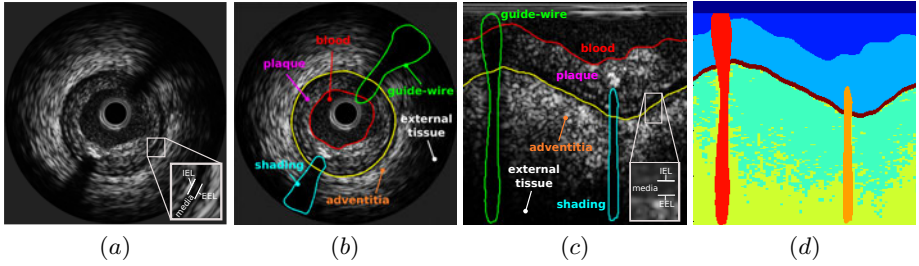 IEL
media
EEL
blood
plaque
guide-wire
external
tissue
shading
adventitia
guide-wire
blood
plaque
adventitia
external
tissue
shading
IEL
media
EEL
(a)
(b)
(c)
(d)